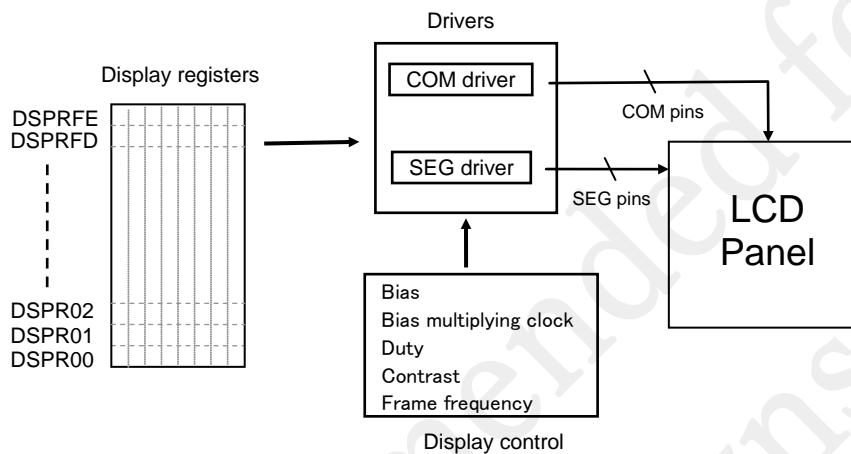 Drivers
Display registers
COM driver
DSPRFE
DSPRFD
COM pins
SEG driver
SEG pins
LCD
Panel
Bias
Bias multiplying clock
Duty
Contrast
Frame frequency
DSPR02
DSPR01
DSPR00
Display control